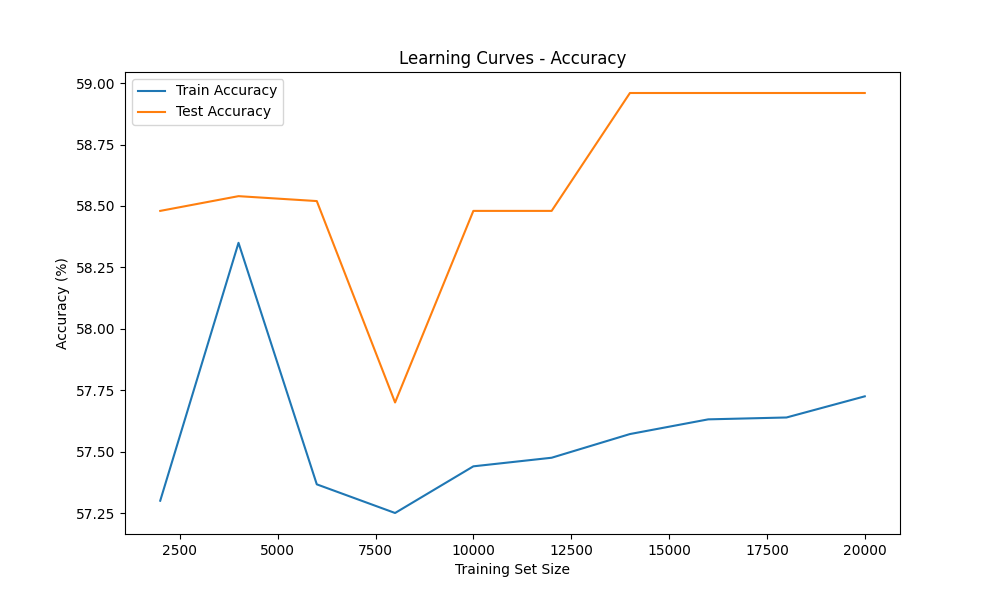 Learning Curves - Accuracy
Train Accuracy
Test Accuracy
59.00
58.75
58.50
58.25
58.00
57.75
57.50
57.25
Accuracy (%)
2500 5000 7500 10000 12500 15000 17500 20000
Training Set Size